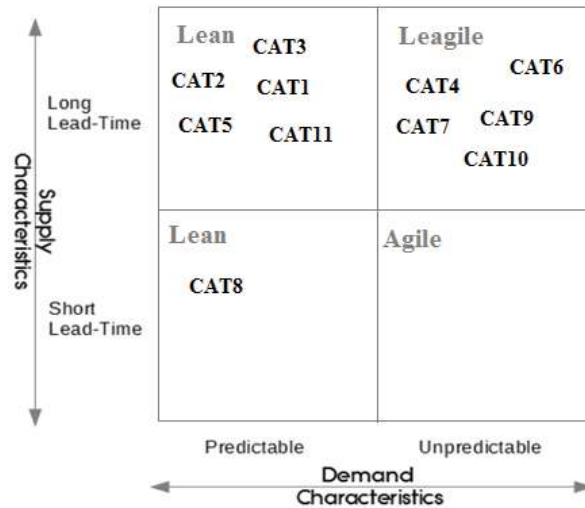 Lean
CAT3
CAT2
CAT1
CAT5
CAT11
Leagile
CAT6
CAT4
CAT9
CAT7
CAT10
Long
Lead-Time
Supply
Characteristics
Lean
CAT8
Agile
Short
Lead-Time
Predictable
Unpredictable
Demand
Characteristics